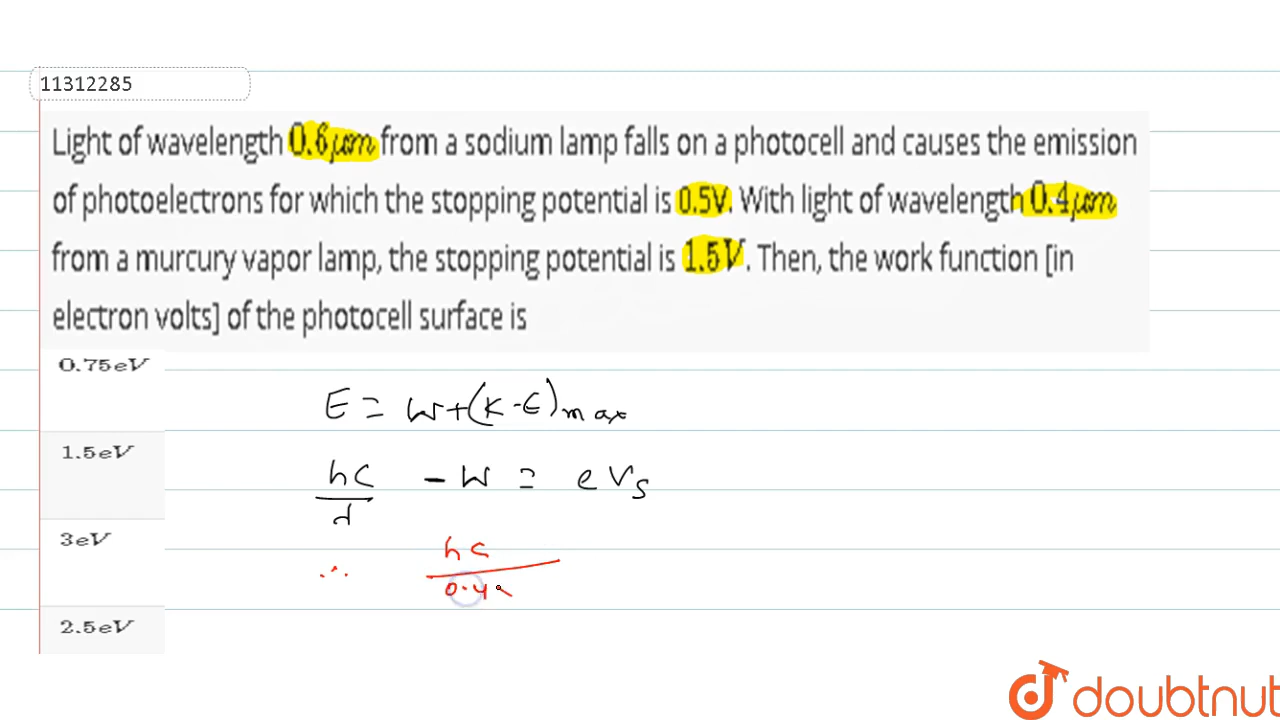 11312285
Light of wavelength 0.6μm from a sodium lamp falls on a photocell and causes the emission
of photoelectrons for which the stopping potential is 0.5V. With light of wavelength 0.4μm
from a murcury vapor lamp, the stopping potential is 1.5V. Then, the work function [in
electron volts] of the photocell surface is
0.75eV
1.5eV
3eV
2.5eV
E = W+(K-E)max
hc/d - W = eVs
∴ hc/0.4x
doubtnut